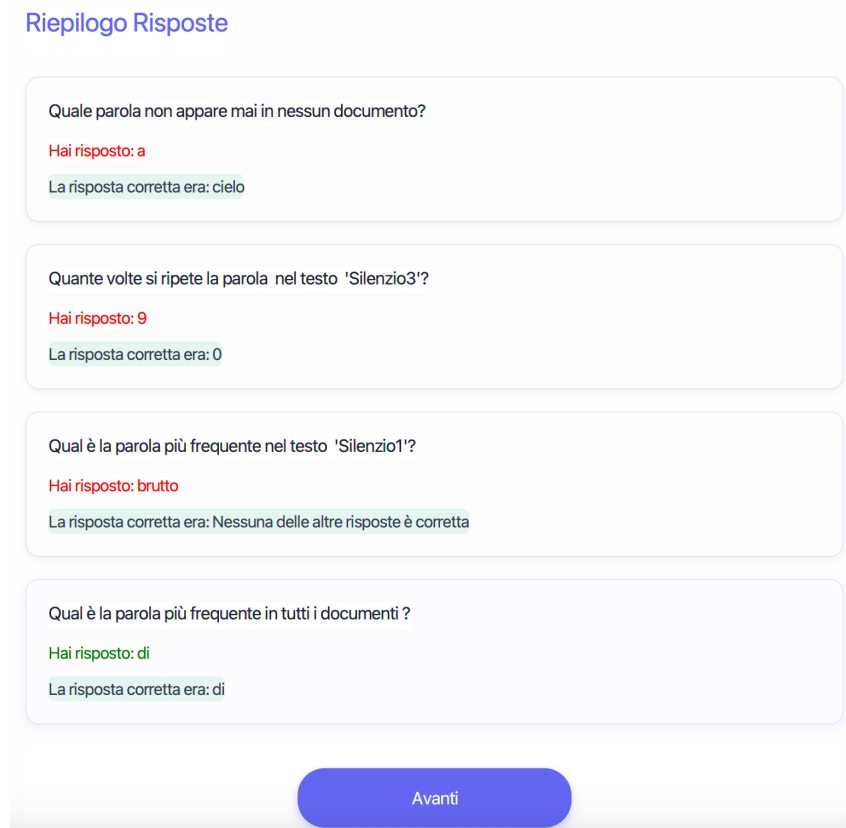 Riepilogo Risposte
Quale parola non appare mai in nessun documento?
Hai risposto: a
La risposta corretta era: cielo
Quante volte si ripete la parola  nel testo  'Silenzio3'?
Hai risposto: 9
La risposta corretta era: 0
Qual è la parola più frequente nel testo  'Silenzio1'?
Hai risposto: brutto
La risposta corretta era: Nessuna delle altre risposte è corretta
Qual è la parola più frequente in tutti i documenti ?
Hai risposto: di
La risposta corretta era: di
Avanti